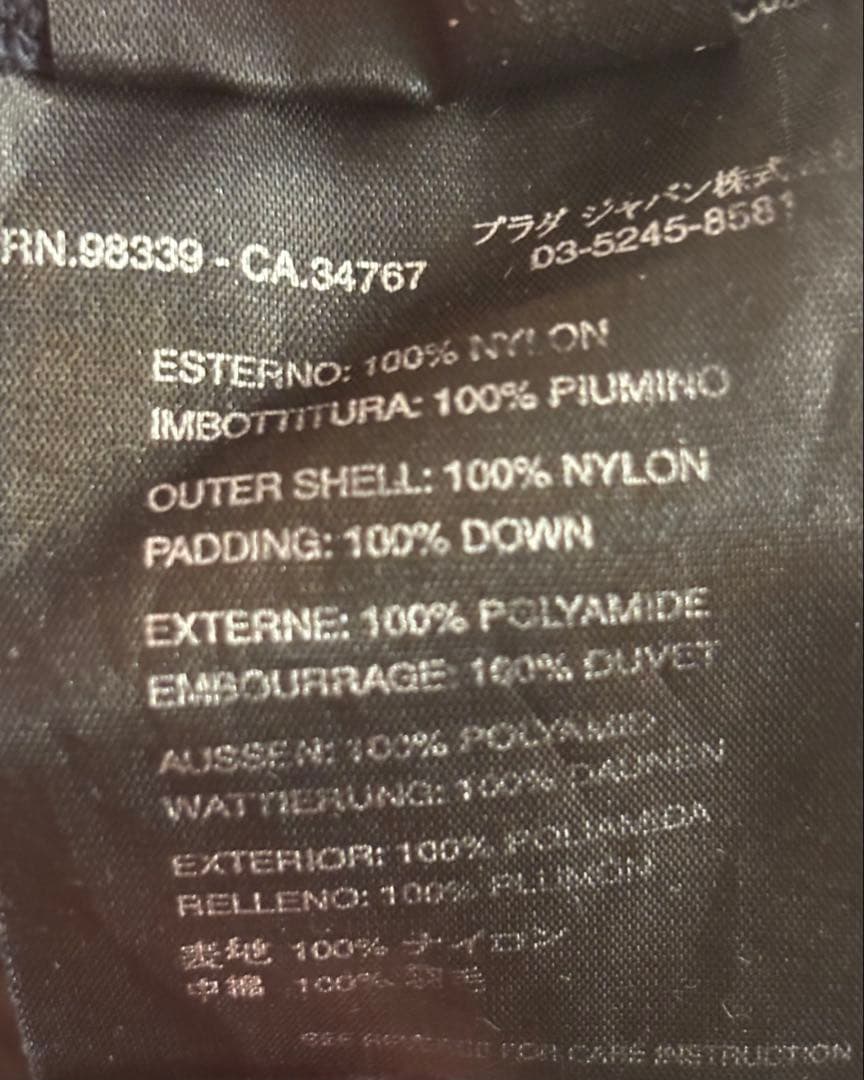 プラダ ジャパン株式
03-5245-8581
RN.98339 - CA.34767
ESTERNO: 100% NYLON
IMBOTTITURA: 100% PIUMINO
OUTER SHELL: 100% NYLON
PADDING: 100% DOWN
EXTERNE: 100% POLYAMIDE
EMBOURRAGE: 100% DUVET
AUSSEN: 100% POLYAMID
WATTIERUNG: 100% DAUNEN
EXTERIOR: 100% POLIAMIDA
RELLENO: 100% PLUMON
表地 100% ナイロン
中綿 100% 羽毛
SEE REVERSE FOR CARE INSTRUCTION